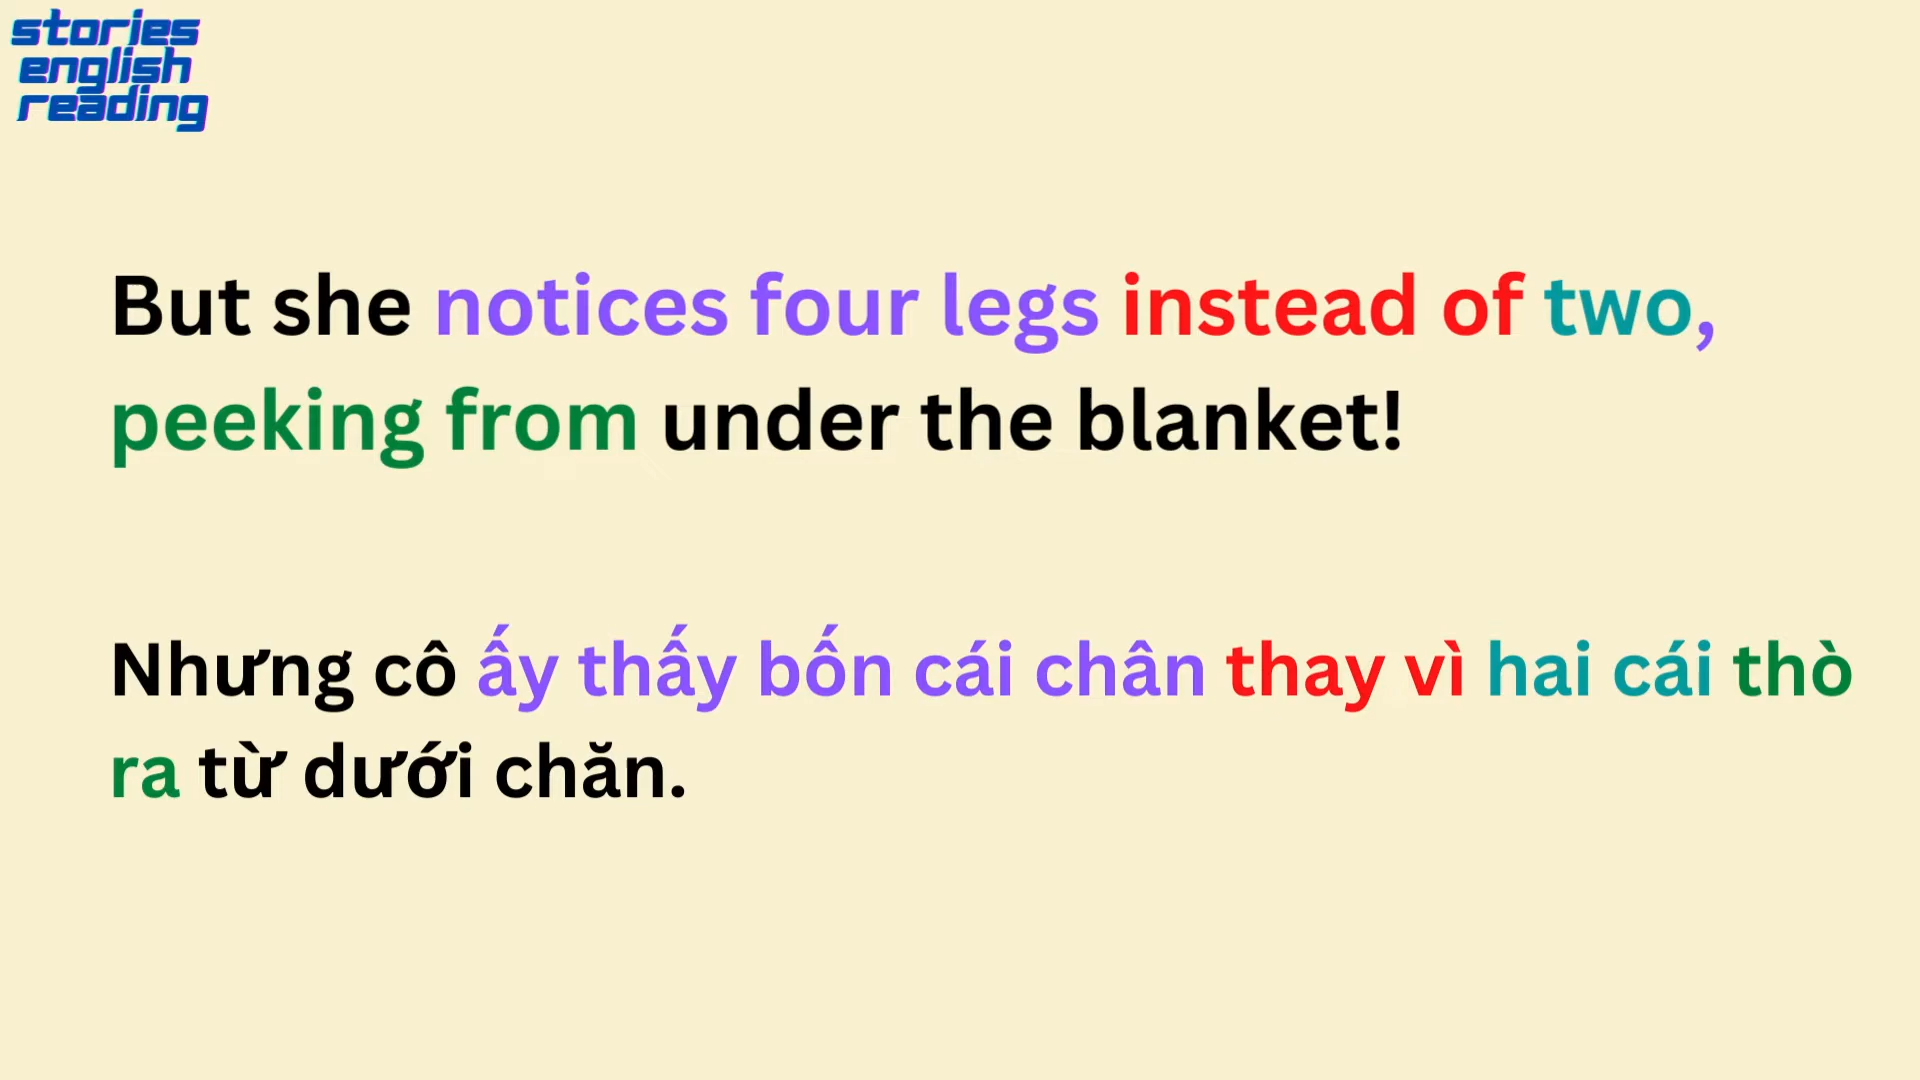 stories
english
reading
But she notices four legs instead of two,
peeking from under the blanket!
Nhưng cô ấy thấy bốn cái chân thay vì hai cái thò
ra từ dưới chăn.